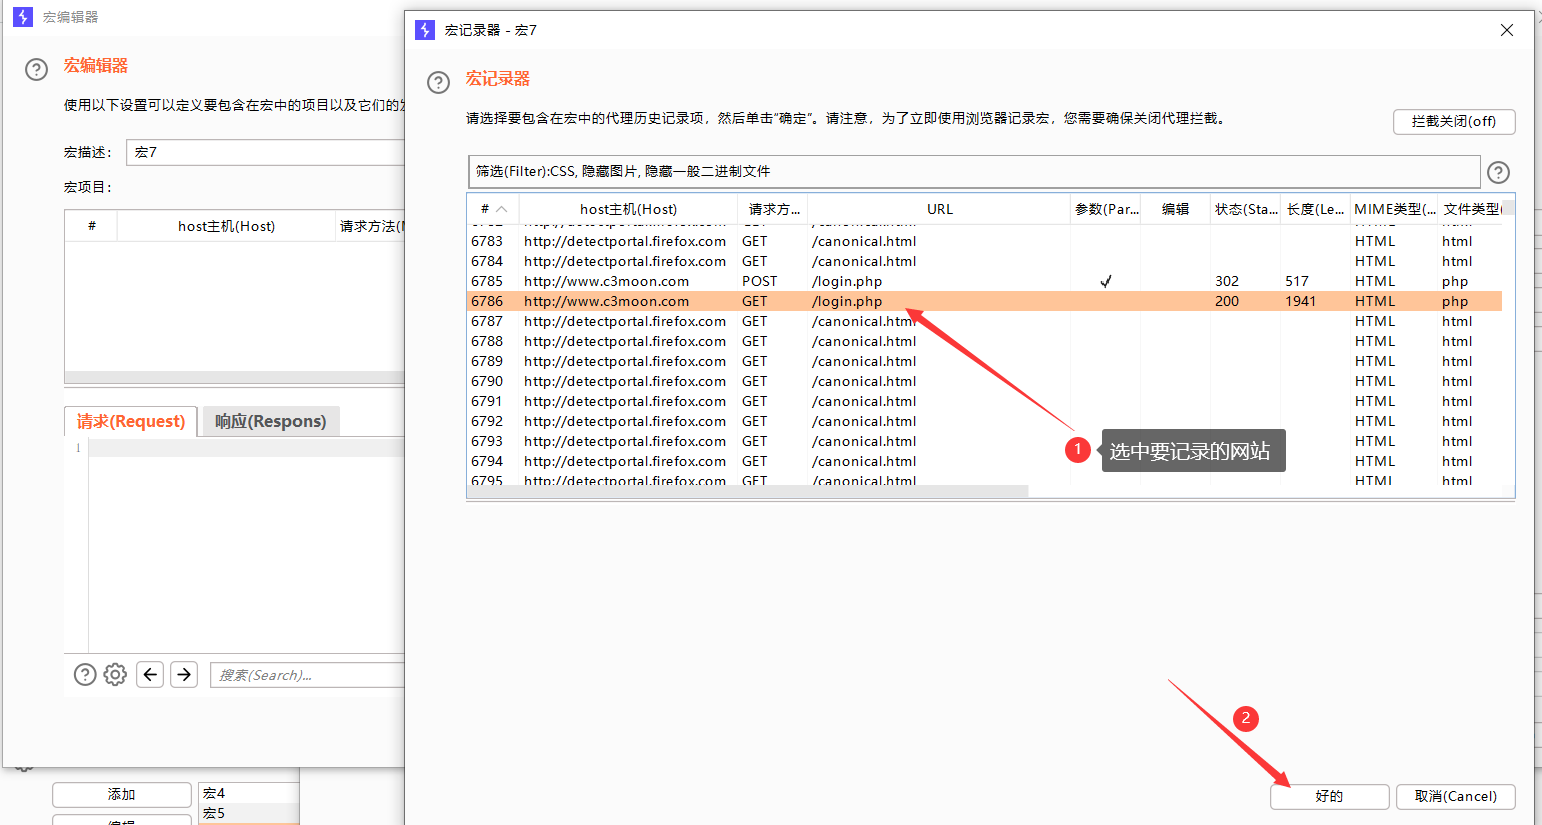 宏编辑器
宏编辑器
使用以下设置可以定义要包含在宏中的项目以及它们的
宏描述： 宏7
宏项目：
# host主机(Host) 请求方法(
请求(Request) 响应(Respons)
1
搜索(Search)...
添加
编辑
宏4
宏5
宏记录器 - 宏7
宏记录器
请选择要包含在宏中的代理历史记录项，然后单击“确定”。请注意，为了立即使用浏览器记录宏，您需要确保关闭代理拦截。
拦截关闭(off)
筛选(Filter):CSS, 隐藏图片, 隐藏一般二进制文件
# host主机(Host) 请求方... URL 参数(Par... 编辑 状态(Sta... 长度(Le... MIME类型(... 文件类型(
6783 http://detectportal.firefox.com GET /canonical.html HTML html
6784 http://detectportal.firefox.com GET /canonical.html HTML html
6785 http://www.c3moon.com POST /login.php ✓ 302 517 HTML php
6786 http://www.c3moon.com GET /login.php 200 1941 HTML php
6787 http://detectportal.firefox.com GET /canonical.html HTML html
6788 http://detectportal.firefox.com GET /canonical.html HTML html
6789 http://detectportal.firefox.com GET /canonical.html HTML html
6790 http://detectportal.firefox.com GET /canonical.html HTML html
6791 http://detectportal.firefox.com GET /canonical.html HTML html
6792 http://detectportal.firefox.com GET /canonical.html HTML html
6793 http://detectportal.firefox.com GET /canonical.html HTML html
6794 http://detectportal.firefox.com GET /canonical.html HTML html
6795 http://detectportal.firefox.com GET /canonical.html HTML html
1 选中要记录的网站
2
好的 取消(Cancel)